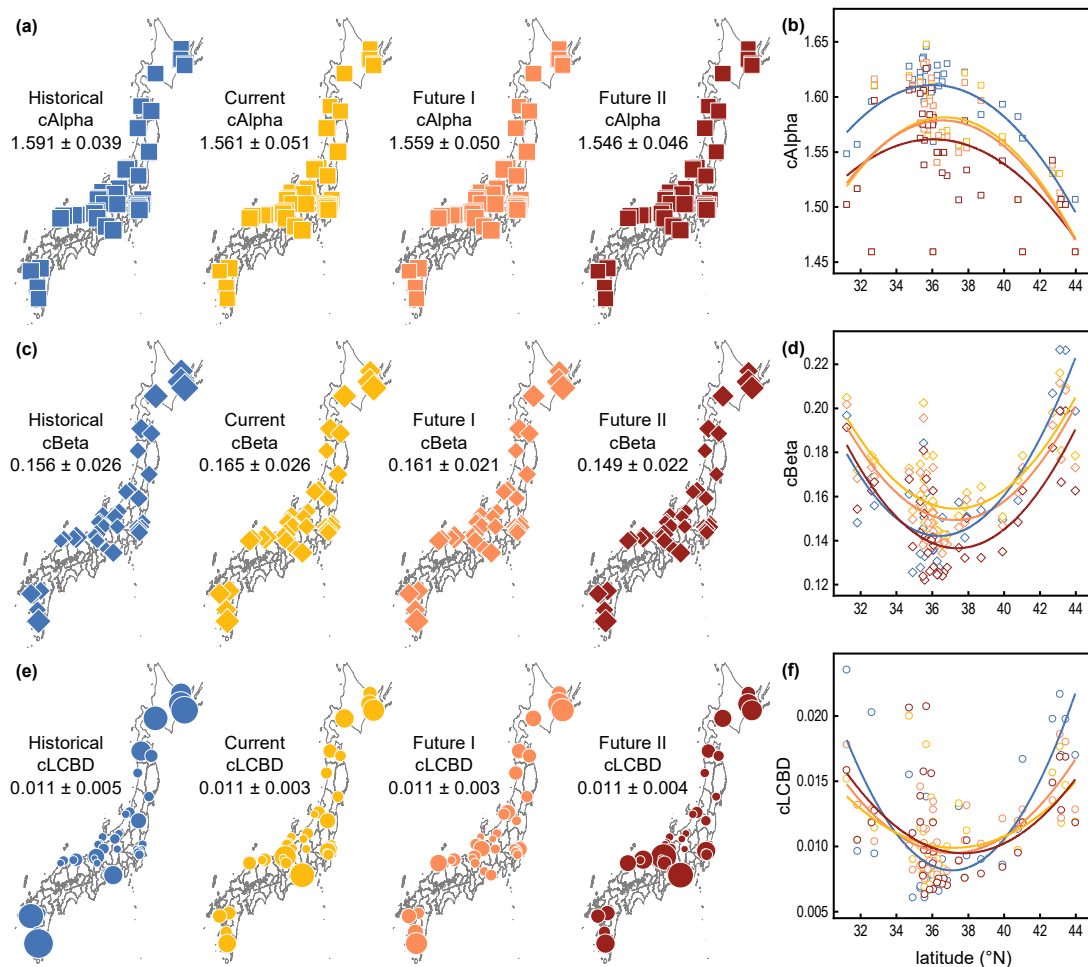 (a)
Historical
cAlpha
1.591 ± 0.039
Current
cAlpha
1.561 ± 0.051
Future I
cAlpha
1.559 ± 0.050
Future II
cAlpha
1.546 ± 0.046
(b)
cAlpha
1.65
1.60
1.55
1.50
1.45
32 34 36 38 40 42 44
(c)
Historical
cBeta
0.156 ± 0.026
Current
cBeta
0.165 ± 0.026
Future I
cBeta
0.161 ± 0.021
Future II
cBeta
0.149 ± 0.022
(d)
cBeta
0.22
0.20
0.18
0.16
0.14
0.12
32 34 36 38 40 42 44
(e)
Historical
cLCBD
0.011 ± 0.005
Current
cLCBD
0.011 ± 0.003
Future I
cLCBD
0.011 ± 0.003
Future II
cLCBD
0.011 ± 0.004
(f)
cLCBD
0.020
0.015
0.010
0.005
32 34 36 38 40 42 44
latitude (°N)